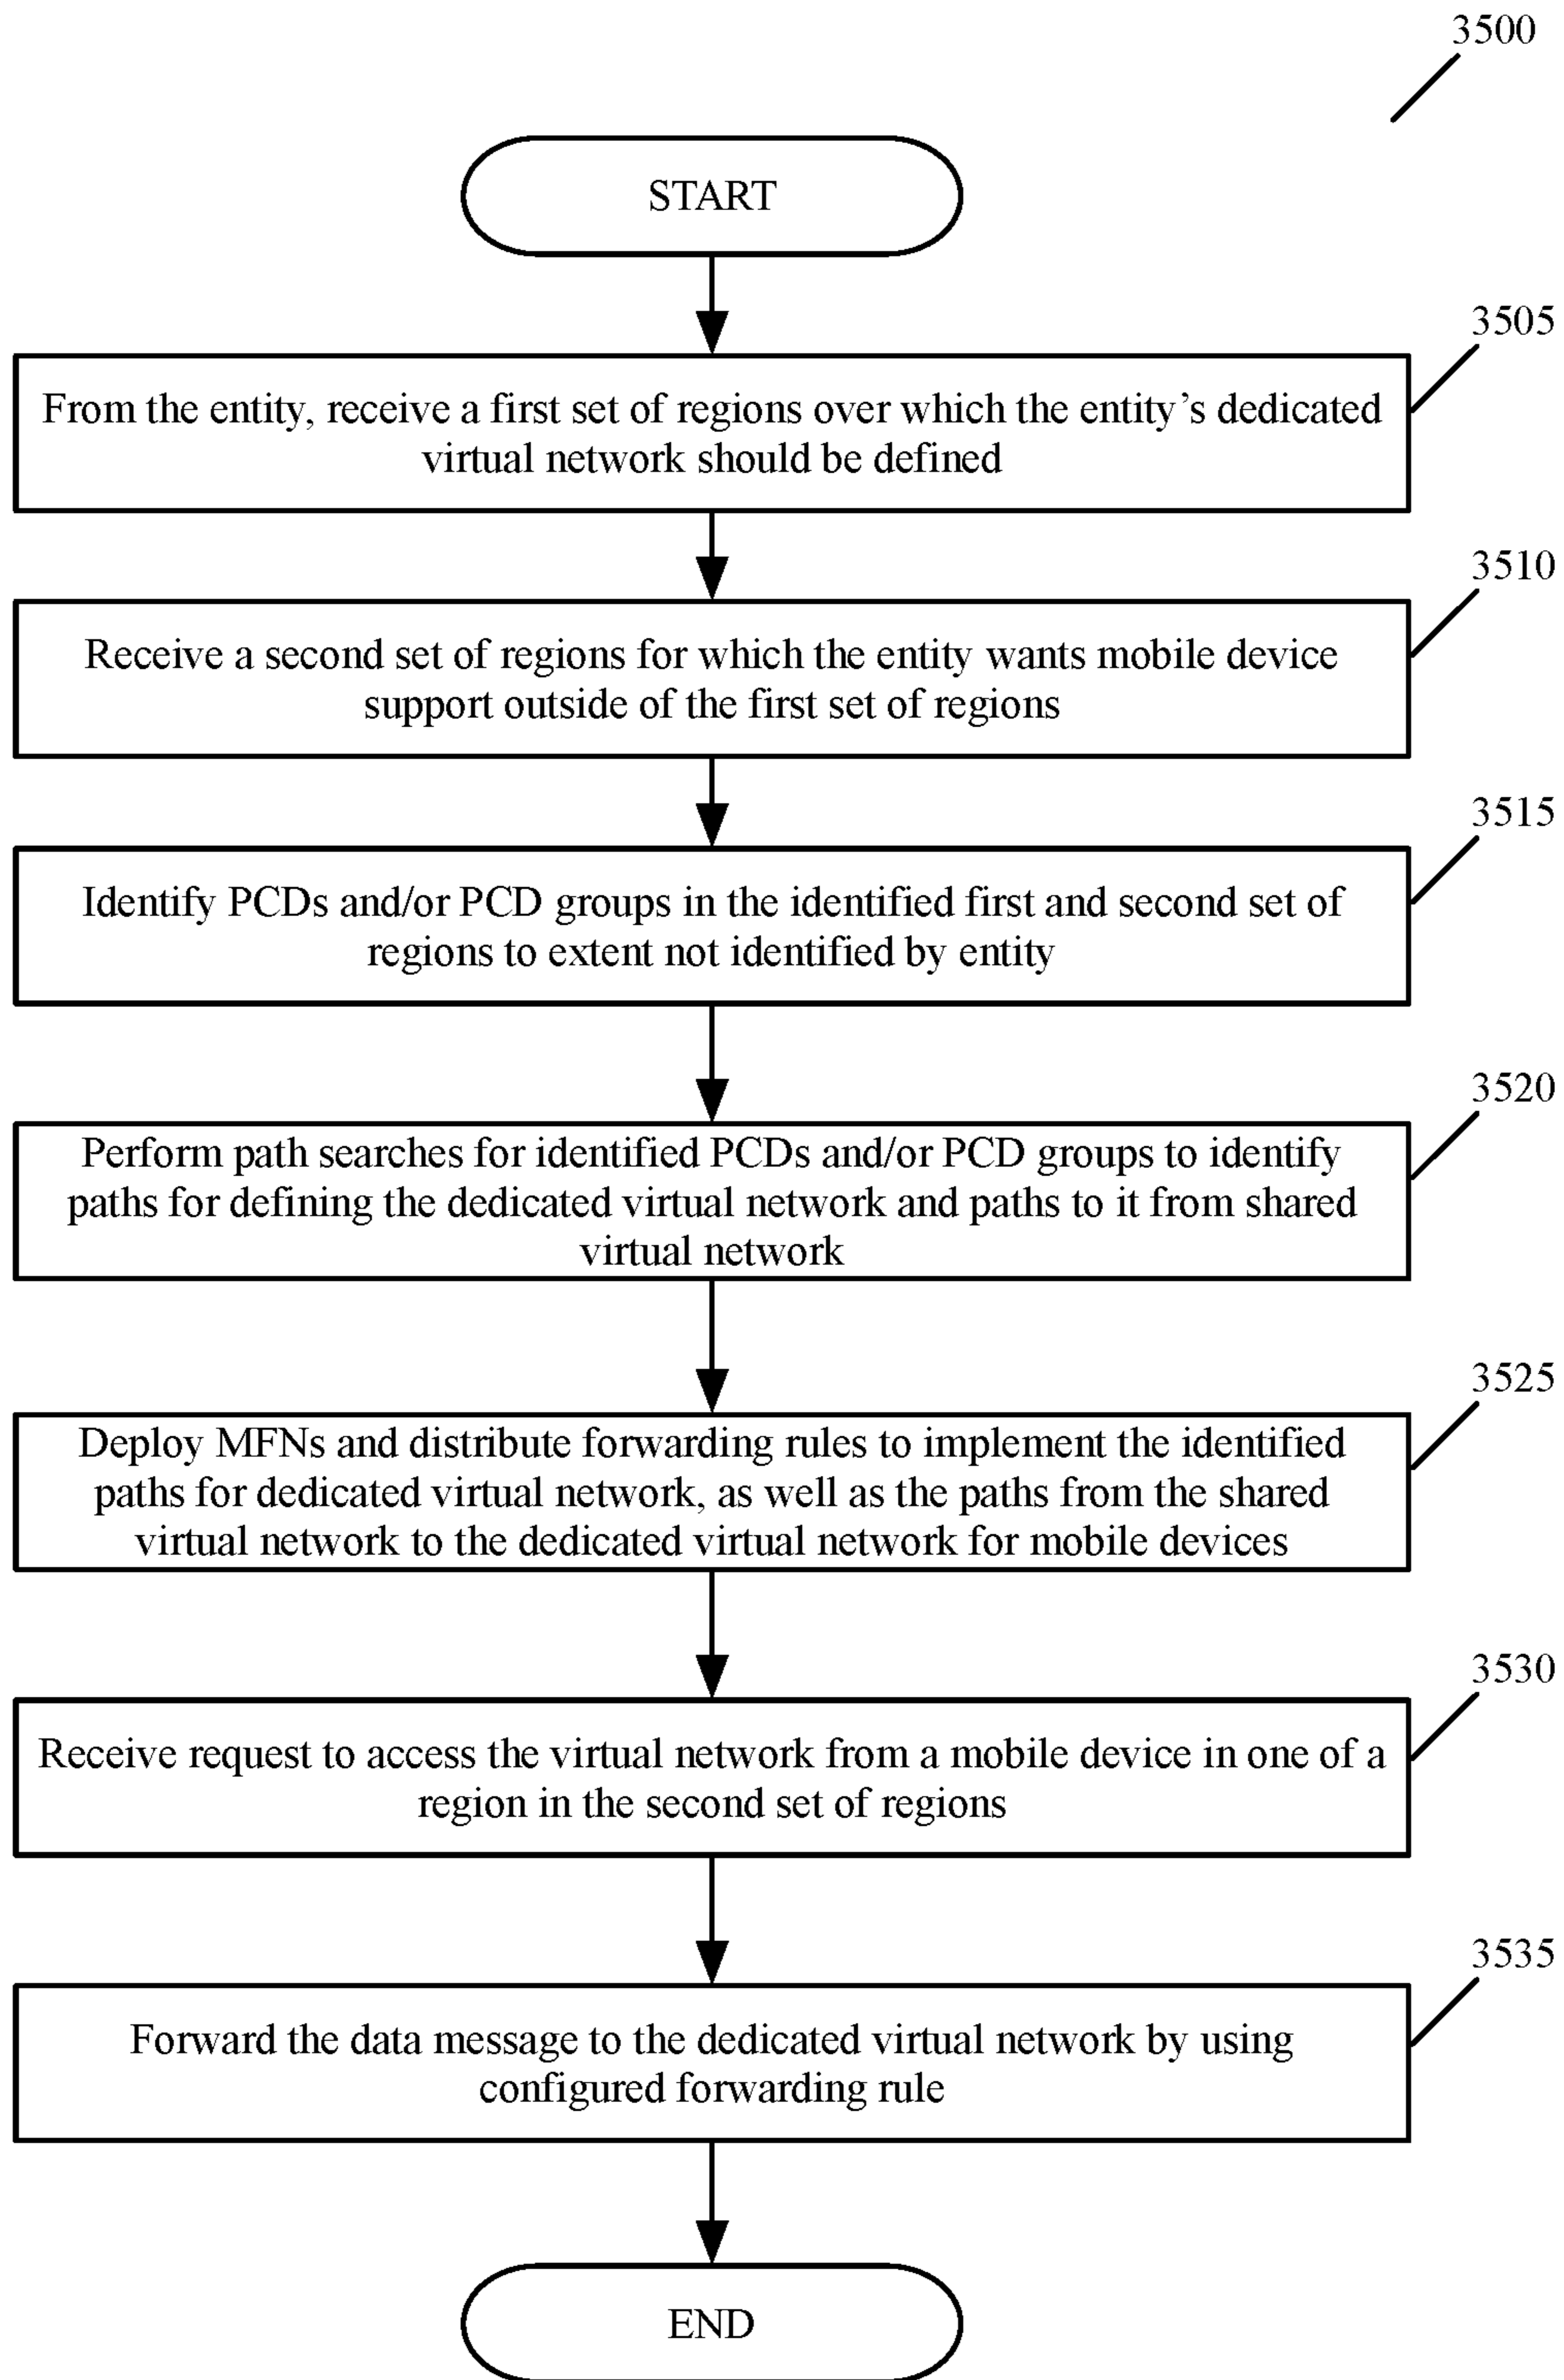 3500
START
3505
From the entity, receive a first set of regions over which the entity’s dedicated
virtual network should be defined
3510
Receive a second set of regions for which the entity wants mobile device
support outside of the first set of regions
3515
Identify PCDs and/or PCD groups in the identified first and second set of
regions to extent not identified by entity
3520
Perform path searches for identified PCDs and/or PCD groups to identify
paths for defining the dedicated virtual network and paths to it from shared
virtual network
3525
Deploy MFNs and distribute forwarding rules to implement the identified
paths for dedicated virtual network, as well as the paths from the shared
virtual network to the dedicated virtual network for mobile devices
3530
Receive request to access the virtual network from a mobile device in one of a
region in the second set of regions
3535
Forward the data message to the dedicated virtual network by using
configured forwarding rule
END